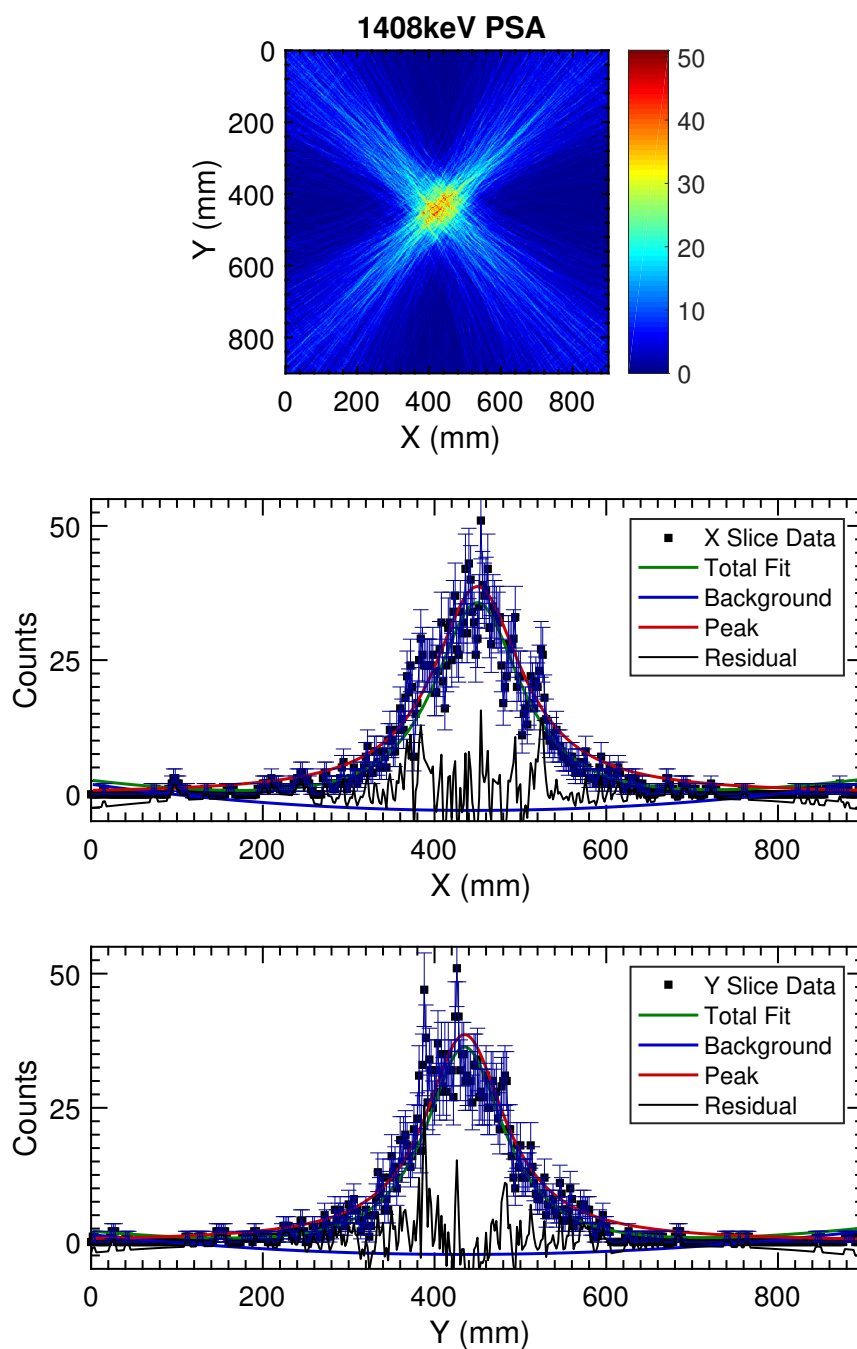 1408keV PSA
0
200
400
600
800
Y (mm)
0 200 400 600 800
X (mm)
50
40
30
20
10
0
50
25
0
Counts
X Slice Data
Total Fit
Background
Peak
Residual
0 200 400 600 800
X (mm)
50
25
0
Counts
Y Slice Data
Total Fit
Background
Peak
Residual
0 200 400 600 800
Y (mm)